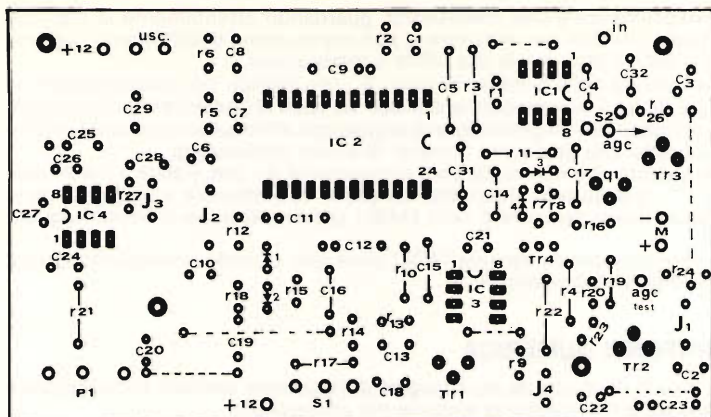 +12 usc. r6 C8 r2 C1 in
C9 C5 r3 r1 1 IC1 C4 C32 C3
C29 r5 C7 1 8 S2 r26
IC 2 agc
C25 C6 r11 Tr3
C26 C28 24 C31 3 C17 q1
8 r27 J3 C14
C27 IC4 J2 C11 4 r7 r8 - M
1 r12 C21 r16 +
C24 C12 1 8 Tr4
C10 1 r10 C15 IC 3 r4 r19 r24
r21 r18 2 r15 C16 r22 r20 agc
r13 r23 test
r14 J1
C20 C19 C13 r9 Tr2
r17 C2
P1 C18 Tr1 J4
+12 S1 C22 C23